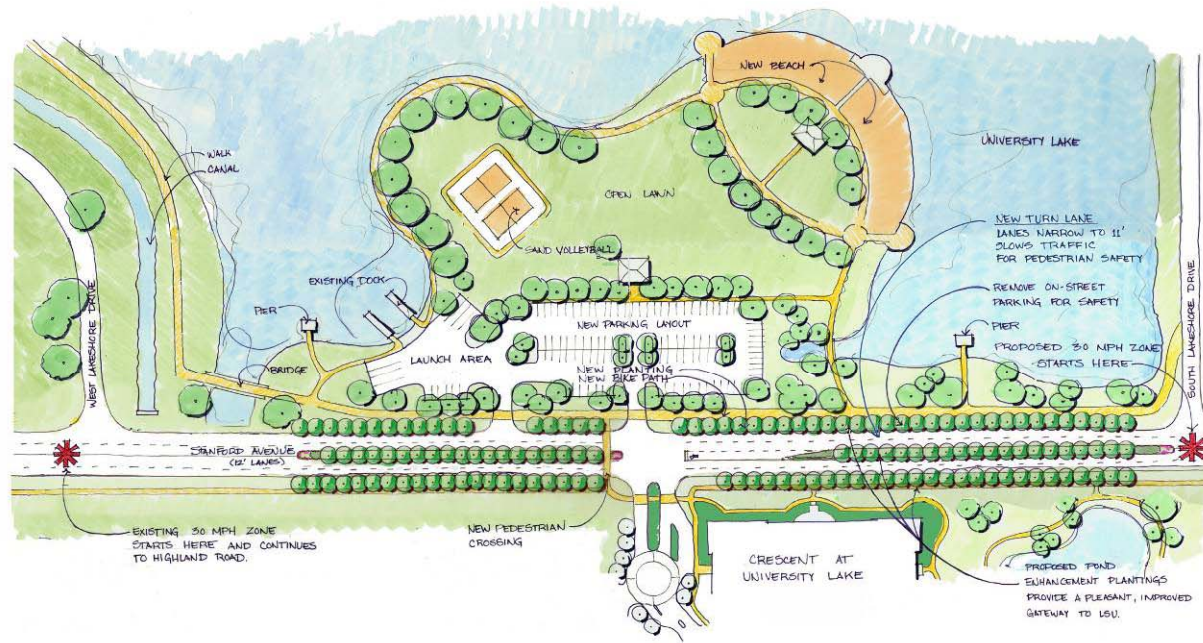 NEW BEACH
WALK
CANAL
UNIVERSITY LAKE
OPEN LAWN
NEW TURN LANE
LANES NARROW TO 11'
SLOWS TRAFFIC
FOR PEDESTRIAN SAFETY
SAND VOLLEYBALL
EXISTING DOCK
REMOVE ON-STREET
PARKING FOR SAFETY
PIER
NEW PARKING LAYOUT
PIER
WEST LAKESHORE DRIVE
SOUTH LAKESHORE DRIVE
PROPOSED 30 MPH ZONE
STARTS HERE
LAUNCH AREA
BRIDGE
NEW PLANTING
NEW BIKE PATH
STANFORD AVENUE
(12' LANES)
EXISTING 30 MPH ZONE
STARTS HERE AND CONTINUES
TO HIGHLAND ROAD.
NEW PEDESTRIAN
CROSSING
CRESCENT AT
UNIVERSITY LAKE
PROPOSED POND
ENHANCEMENT PLANTINGS
PROVIDE A PLEASANT, IMPROVED
GATEWAY TO LSU.